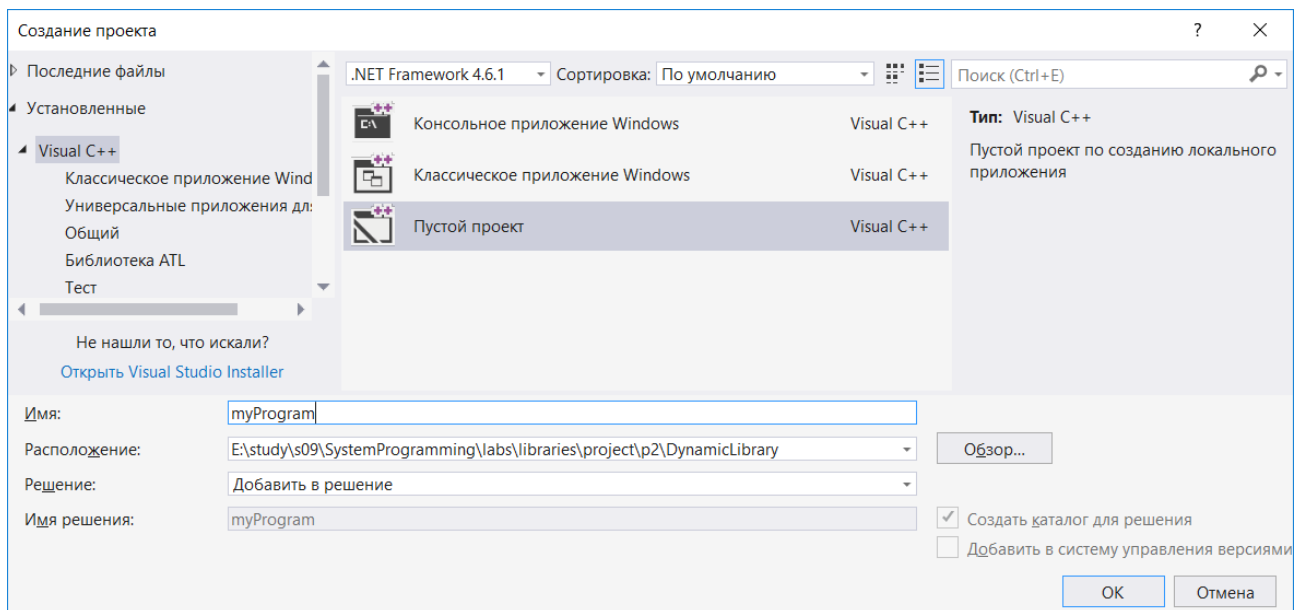 Создание проекта
?
Последние файлы
Установленные
Visual C++
Классическое приложение Wind
Универсальные приложения для
Общий
Библиотека ATL
Тест
Не нашли то, что искали?
Открыть Visual Studio Installer
.NET Framework 4.6.1 Сортировка: По умолчанию
Консольное приложение Windows Visual C++
Классическое приложение Windows Visual C++
Пустой проект Visual C++
Поиск (Ctrl+E)
Тип: Visual C++
Пустой проект по созданию локального
приложения
Имя: myProgram
Расположение: E:\study\s09\SystemProgramming\labs\libraries\project\p2\DynamicLibrary Обзор...
Решение: Добавить в решение
Имя решения: myProgram
Создать каталог для решения
Добавить в систему управления версиями
ОК Отмена